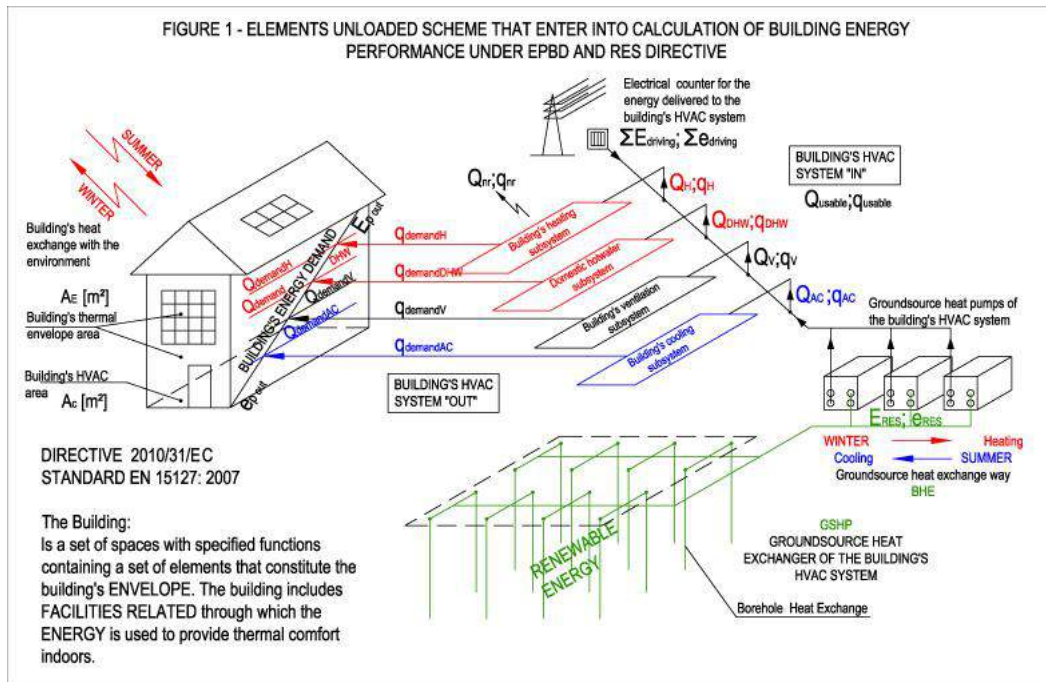 FIGURE 1 - ELEMENTS UNLOADED SCHEME THAT ENTER INTO CALCULATION OF BUILDING ENERGY
PERFORMANCE UNDER EPBD AND RES DIRECTIVE
Electrical counter for the
energy delivered to the
building's HVAC system
ΣEdriving; Σedriving
BUILDING'S HVAC
SYSTEM "IN"
Qusable;qusable
SUMMER
WINTER
Qnr;qnr
QH;qH
QDHW;qDHW
QV;qV
QAC;qAC
Building's heating
subsystem
Domestic hotwater
subsystem
Building's ventilation
subsystem
Building's cooling
subsystem
Building's heat
exchange with the
environment
AE [m²]
Building's thermal
envelope area
Building's HVAC
area
Ac [m²]
Ep out
QdemandH
Qdemand DHW
QdemandV
QdemandAC
BUILDING'S ENERGY DEMAND
ep out
qdemandH
qdemandDHW
qdemandV
qdemandAC
BUILDING'S HVAC
SYSTEM "OUT"
Groundsource heat pumps of
the building's HVAC system
ERES; eRES
WINTER Heating
Cooling SUMMER
Groundsource heat exchange way
BHE
GSHP
GROUNDSOURCE HEAT
EXCHANGER OF THE BUILDING'S
HVAC SYSTEM
RENEWABLE
ENERGY
Borehole Heat Exchange
DIRECTIVE 2010/31/EC
STANDARD EN 15127: 2007
The Building:
Is a set of spaces with specified functions
containing a set of elements that constitute the
building's ENVELOPE. The building includes
FACILITIES RELATED through which the
ENERGY is used to provide thermal comfort
indoors.